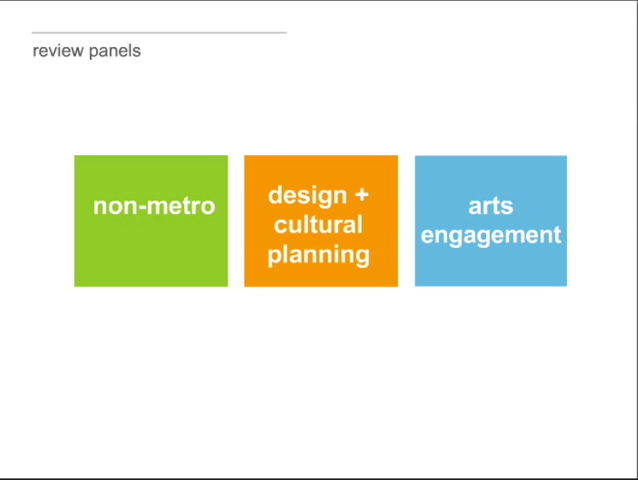 review panels
non-metro
design +
cultural
planning
arts
engagement